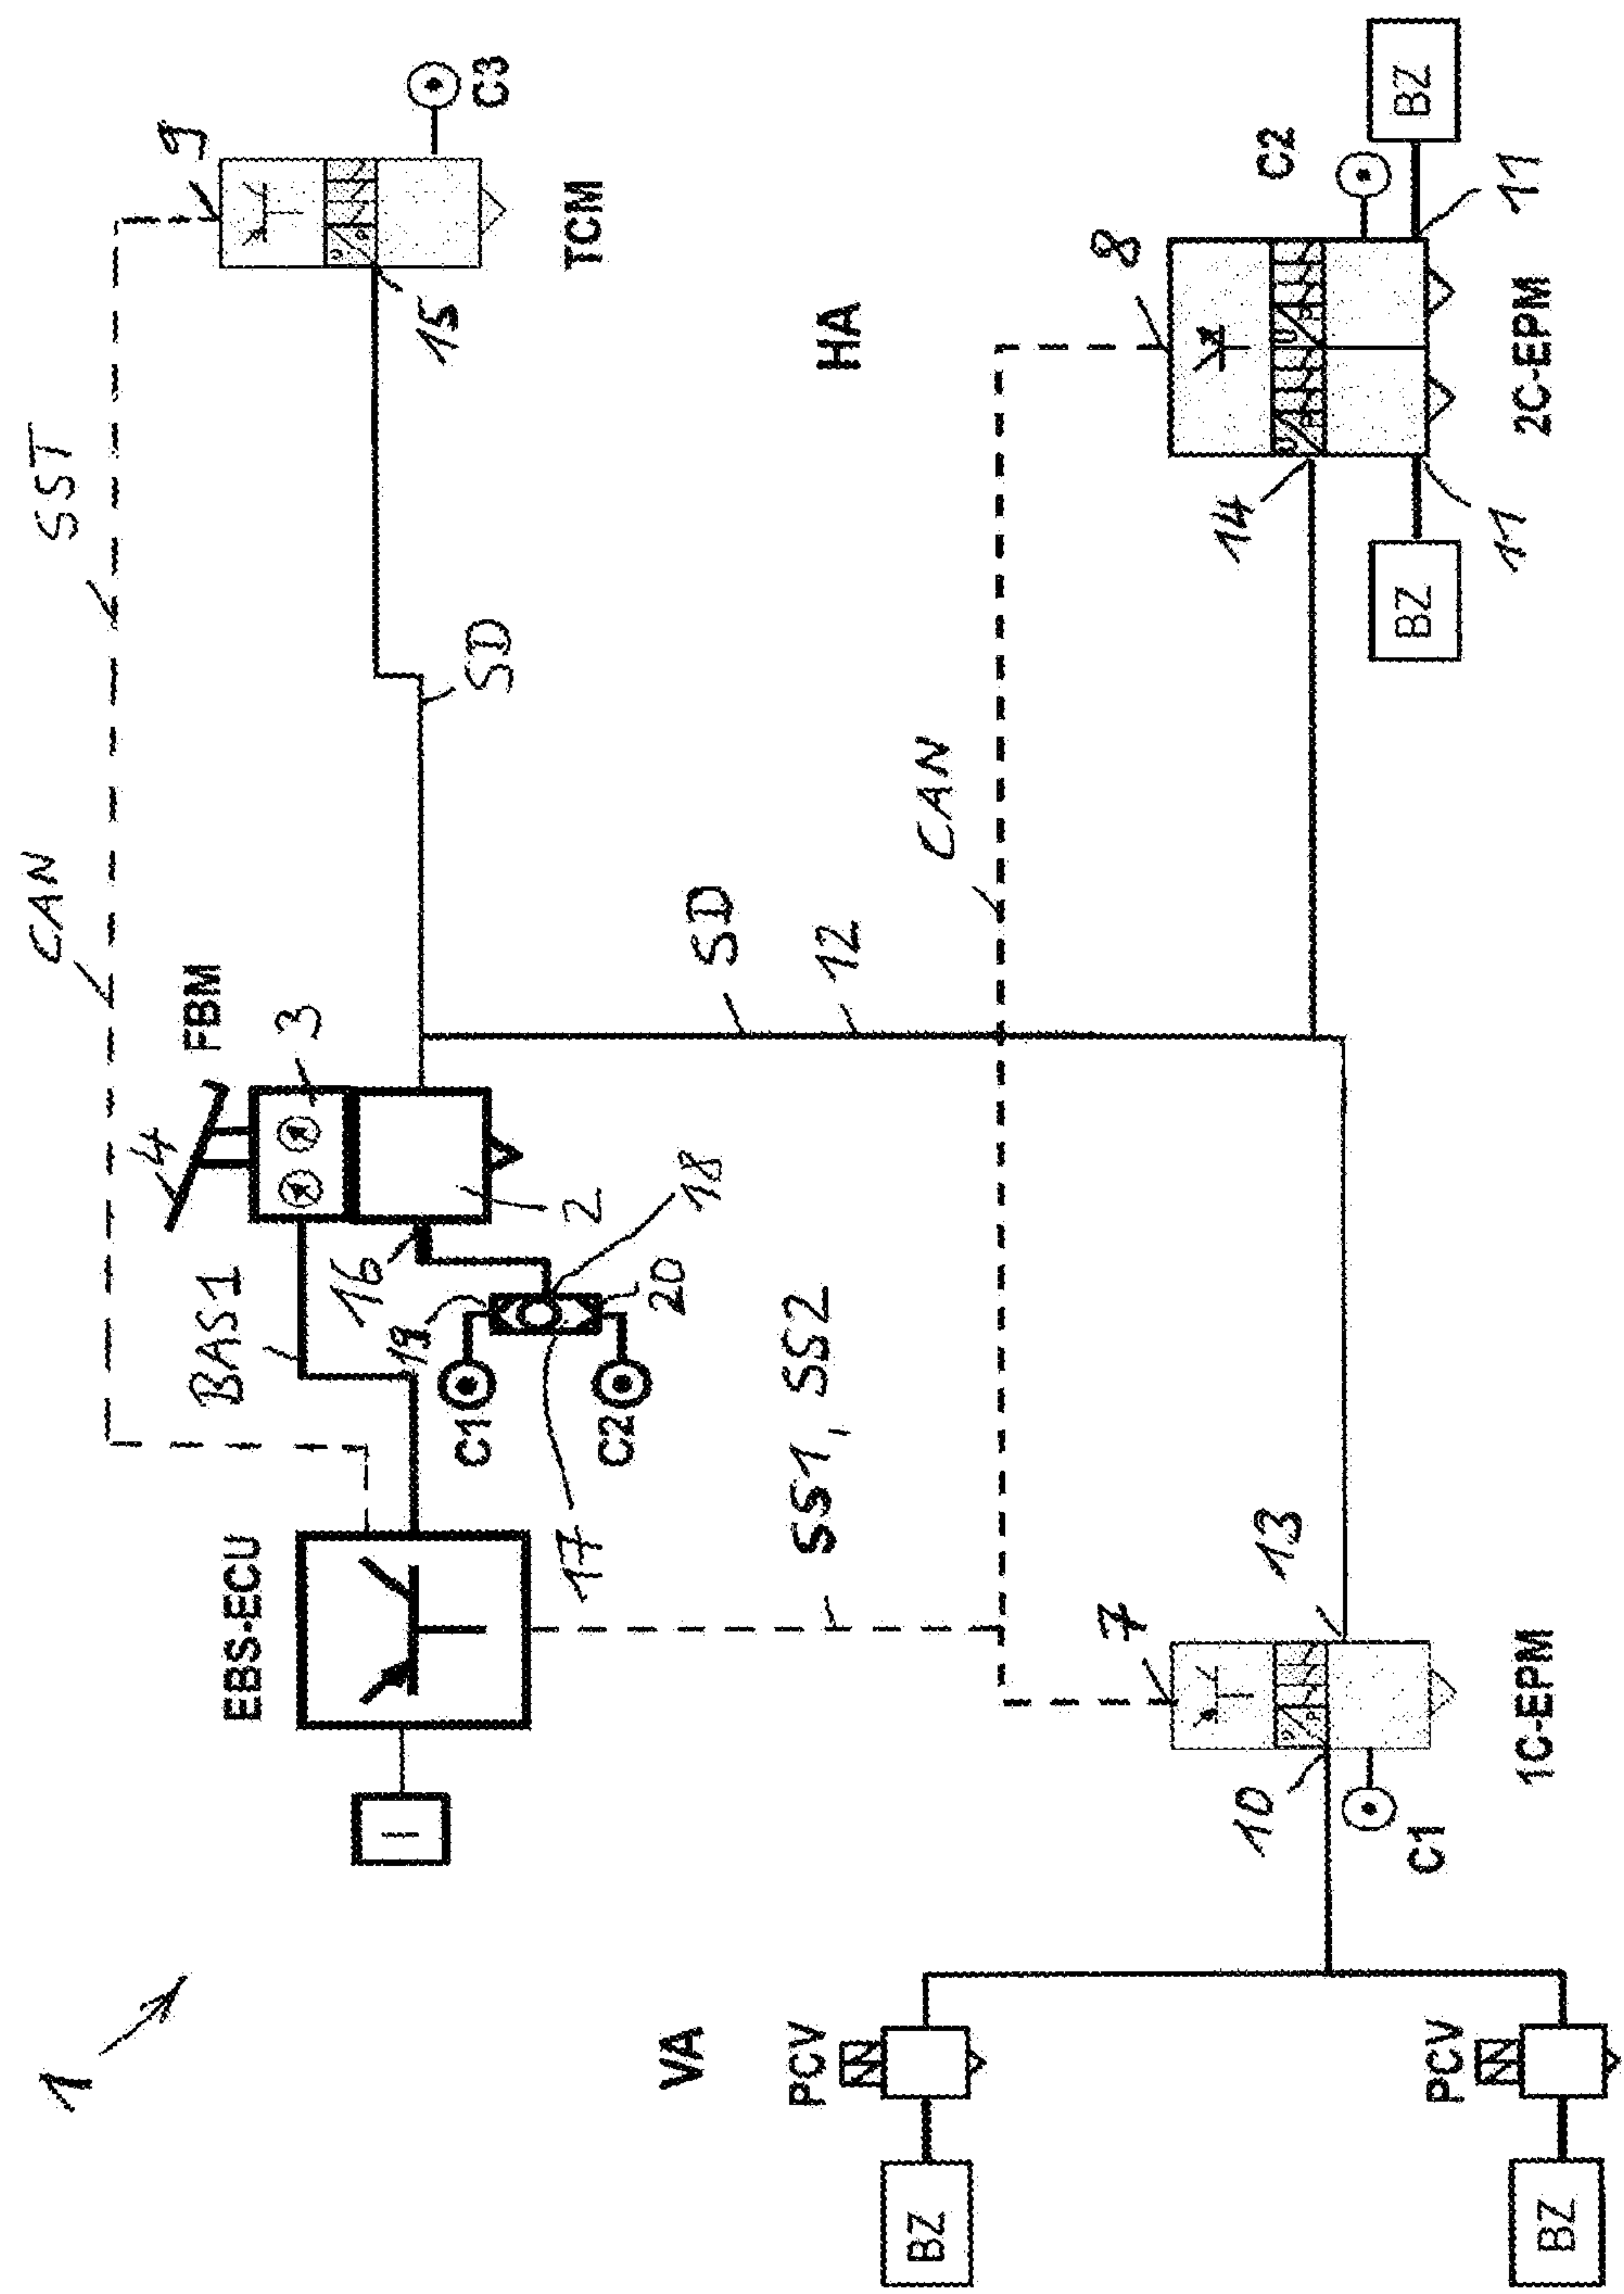 1
CAN
SST
FBM
4
9
BAS1
EBS-ECU
3
16
I
19
15
C3
C1
SD
TCM
17
2
C2
20
18
VA
SD
SS1, SS2
PCV
12
HA
BZ
CAN
7
8
14
10
13
C2
BZ
BZ
C1
PCV
11
11
1C-EPM
2C-EPM
BZ